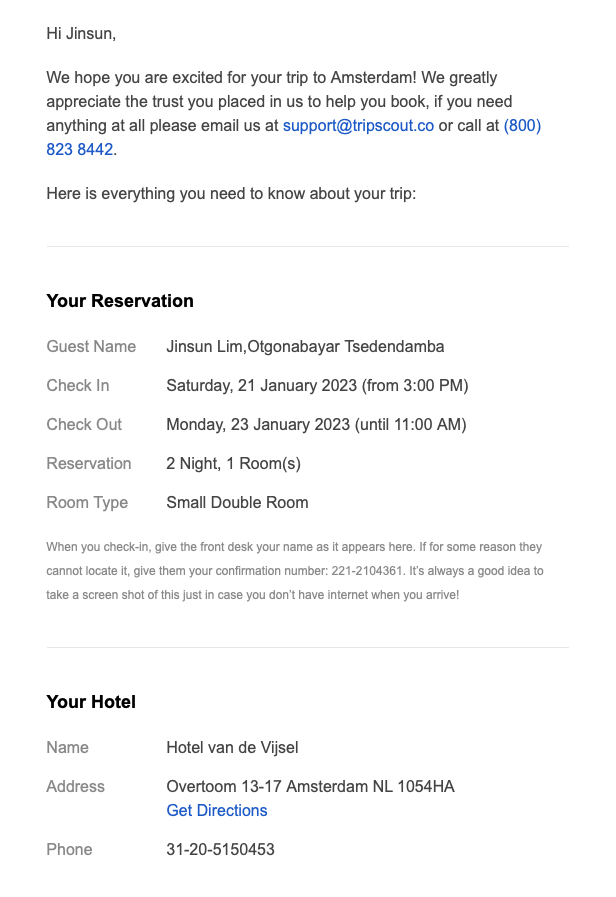 Hi Jinsun,
We hope you are excited for your trip to Amsterdam! We greatly
appreciate the trust you placed in us to help you book, if you need
anything at all please email us at support@tripscout.co or call at (800)
823 8442.
Here is everything you need to know about your trip:
Your Reservation
Guest Name Jinsun Lim,Otgonabayar Tsedendamba
Check In Saturday, 21 January 2023 (from 3:00 PM)
Check Out Monday, 23 January 2023 (until 11:00 AM)
Reservation 2 Night, 1 Room(s)
Room Type Small Double Room
When you check-in, give the front desk your name as it appears here. If for some reason they
cannot locate it, give them your confirmation number: 221-2104361. It's always a good idea to
take a screen shot of this just in case you don't have internet when you arrive!
Your Hotel
Name Hotel van de Vijsel
Address Overtoom 13-17 Amsterdam NL 1054HA
Get Directions
Phone 31-20-5150453